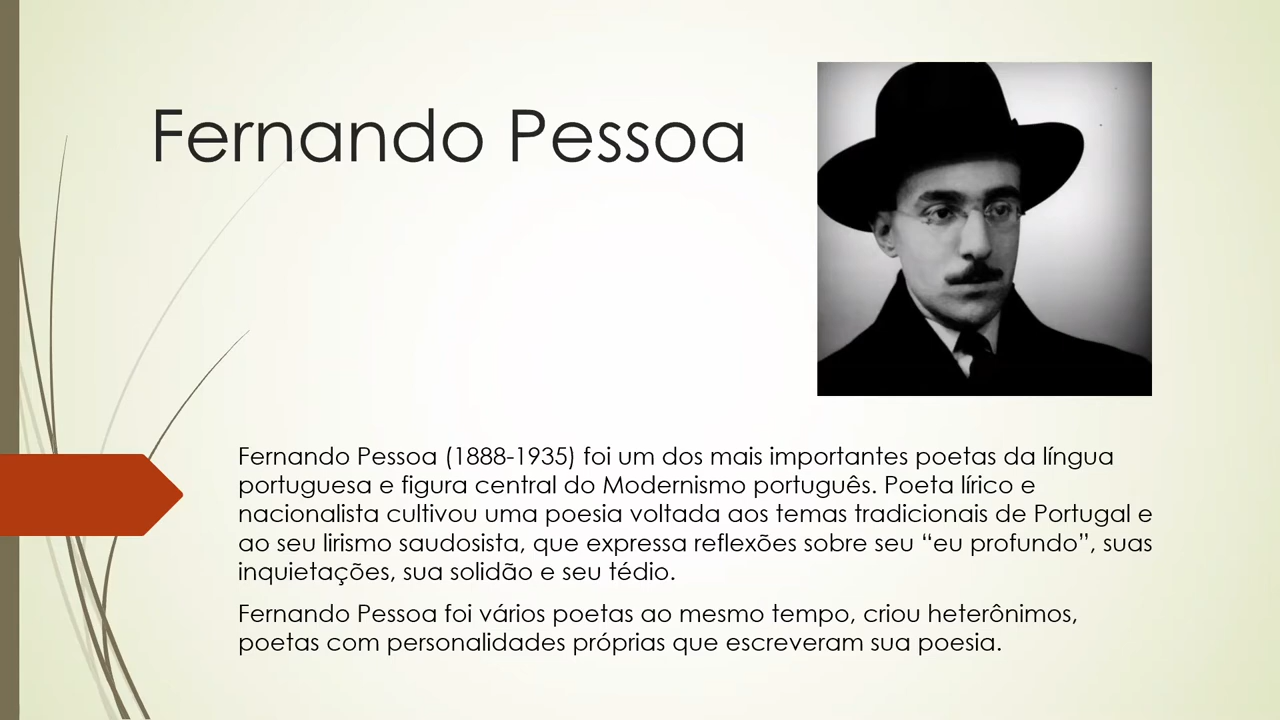 Fernando Pessoa
Fernando Pessoa (1888-1935) foi um dos mais importantes poetas da língua
portuguesa e figura central do Modernismo português. Poeta lírico e
nacionalista cultivou uma poesia voltada aos temas tradicionais de Portugal e
ao seu lirismo saudosista, que expressa reflexões sobre seu “eu profundo”, suas
inquietações, sua solidão e seu tédio.
Fernando Pessoa foi vários poetas ao mesmo tempo, criou heterônimos,
poetas com personalidades próprias que escreveram sua poesia.